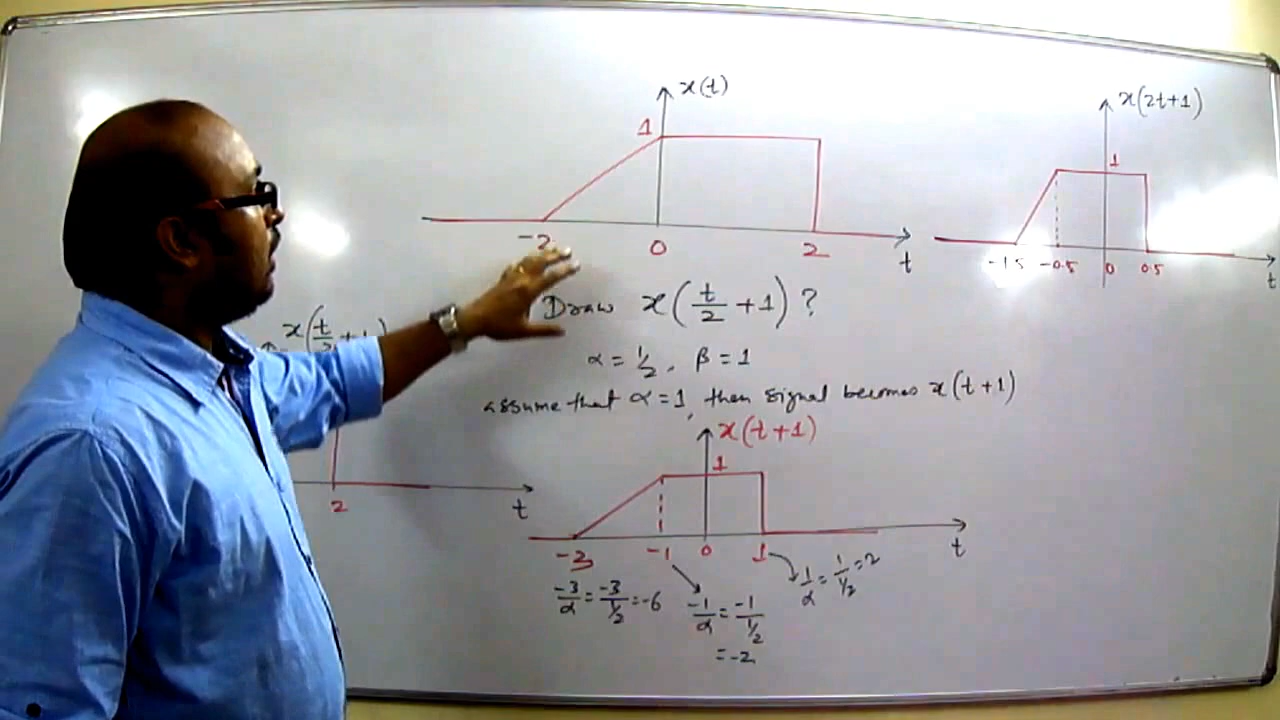 x(t)
1
-2
0
2
t
x(2t+1)
1
-1.5
-0.5
0
0.5
t
Draw x(t/2 + 1) ?
α = 1/2, β = 1
assume that α = 1, then signal becomes x(t+1)
x(t/2 + 1)
2
t
x(t+1)
1
-3
-1
0
1
t
-3/α = -3/1/2 = -6
-1/α = -1/1/2
= -2
1/α = 1/1/2 = 2